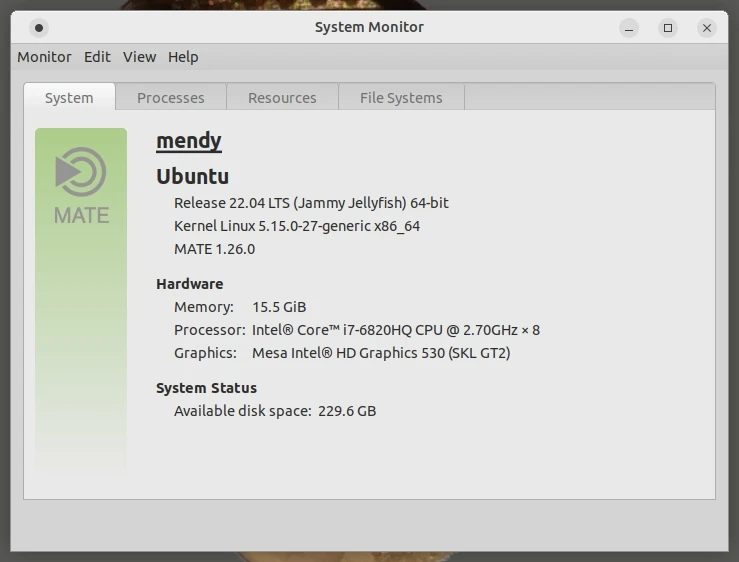 System Monitor
Monitor Edit View Help
System Processes Resources File Systems
MATE
mendy
Ubuntu
Release 22.04 LTS (Jammy Jellyfish) 64-bit
Kernel Linux 5.15.0-27-generic x86_64
MATE 1.26.0
Hardware
Memory: 15.5 GiB
Processor: Intel® Core™ i7-6820HQ CPU @ 2.70GHz × 8
Graphics: Mesa Intel® HD Graphics 530 (SKL GT2)
System Status
Available disk space: 229.6 GB